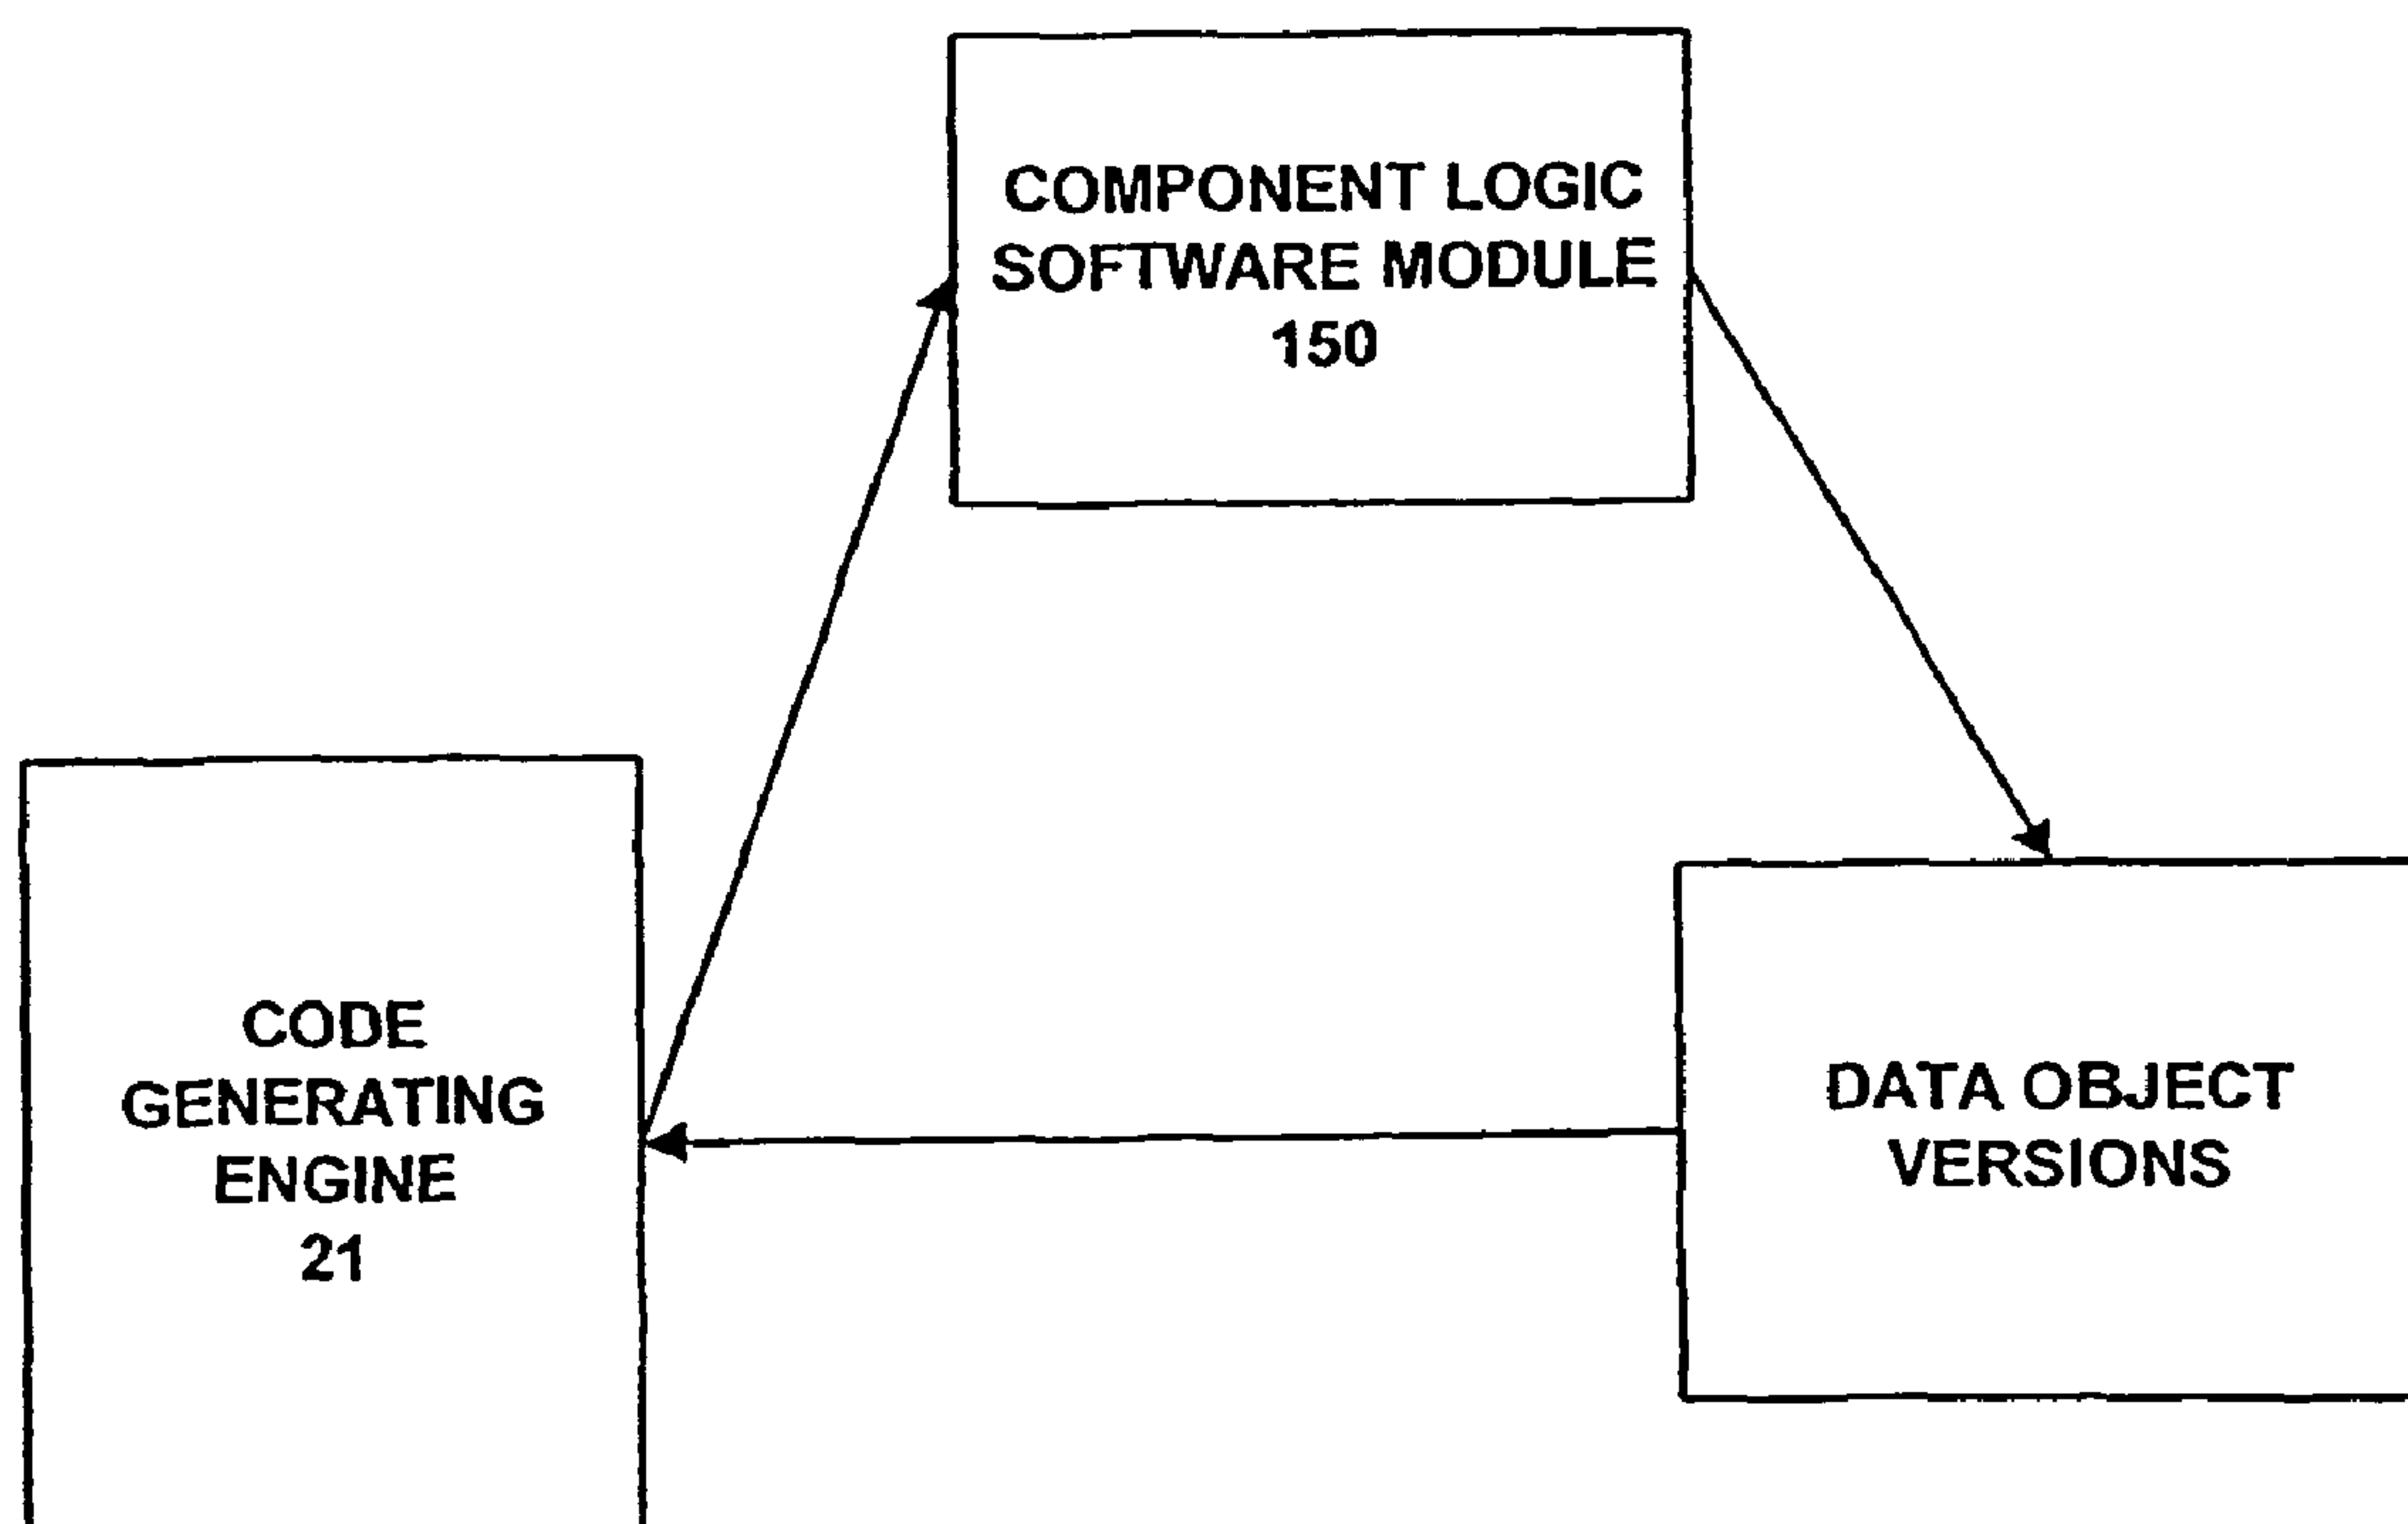 COMPONENT LOGIC
SOFTWARE MODULE
150
CODE
GENERATING
ENGINE
21
DATA OBJECT
VERSIONS